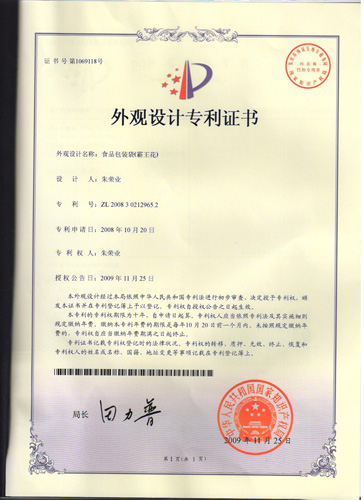 证书号第1069118号
外观设计专利证书
外观设计名称：食品包装袋(霸王花)
设计人：朱荣业
专利号：ZL 2008 3 0212965.2
专利申请日：2008年10月20日
专利权人：朱荣业
授权公告日：2009年11月25日
本外观设计经过本局依照中华人民共和国专利法进行初步审查，决定授予专利权，颁
发本证书并在专利登记簿上予以登记。专利权自授权公告之日起生效。
本专利的专利权期限为十年，自申请日起算。专利权人应当依照专利法及其实施细则
规定缴纳年费。缴纳本专利年费的期限是每年10月20日前一个月内。未按照规定缴纳年
费的，专利权自应当缴纳年费期满之日起终止。
专利证书记载专利权登记时的法律状况。专利权的转移、质押、无效、终止、恢复和
专利权人的姓名或名称、国籍、地址变更等事项记载在专利登记簿上。
局长 田力普
中华人民共和国国家知识产权局
2009年11月25日
第1页(共1页)